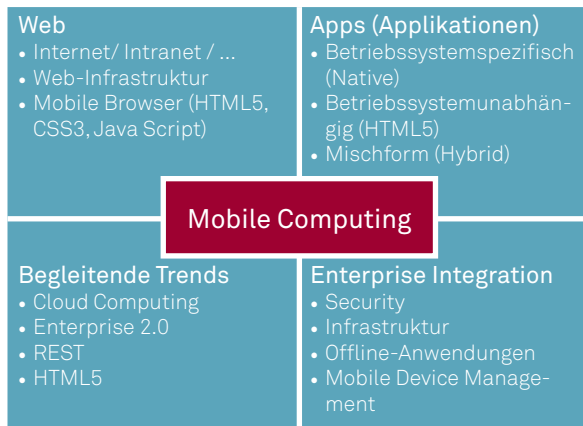 Web
• Internet/ Intranet / ...
• Web-Infrastruktur
• Mobile Browser (HTML5,
CSS3, Java Script)
Apps (Applikationen)
• Betriebssystemspezifisch
(Native)
• Betriebssystemunabhän-
gig (HTML5)
• Mischform (Hybrid)
Mobile Computing
Begleitende Trends
• Cloud Computing
• Enterprise 2.0
• REST
• HTML5
Enterprise Integration
• Security
• Infrastruktur
• Offline-Anwendungen
• Mobile Device Manage-
ment